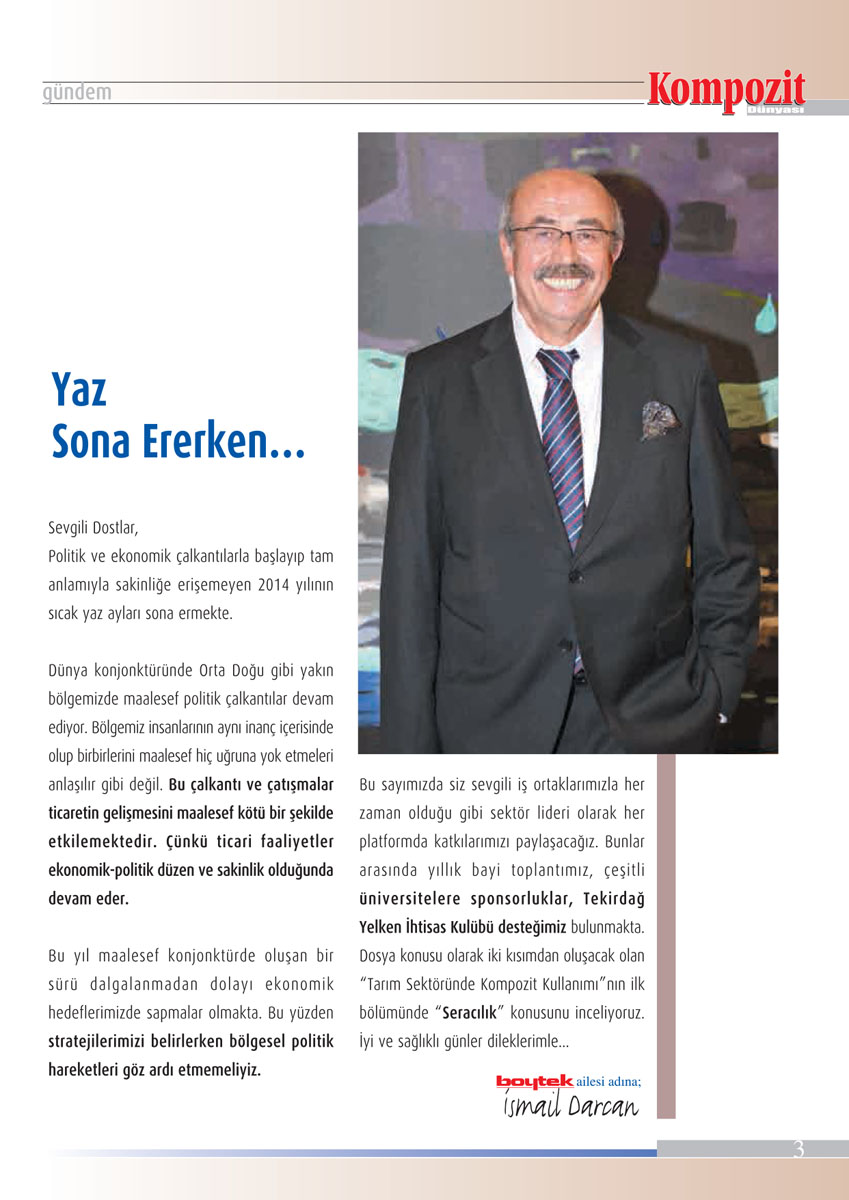 gündem
Kompozit
Dünyası
Yaz
Sona Ererken...
Sevgili Dostlar,
Politik ve ekonomik çalkantılarla başlayıp tam
anlamıyla sakinliğe erişemeyen 2014 yılının
sıcak yaz ayları sona ermekte.
Dünya konjonktüründe Orta Doğu gibi yakın
bölgemizde maalesef politik çalkantılar devam
ediyor. Bölgemiz insanlarının aynı inanç içerisinde
olup birbirlerini maalesef hiç uğruna yok etmeleri
anlaşılır gibi değil. Bu çalkantı ve çatışmalar
ticaretin gelişmesini maalesef kötü bir şekilde
etkilemektedir. Çünkü ticari faaliyetler
ekonomik-politik düzen ve sakinlik olduğunda
devam eder.
Bu yıl maalesef konjonktürde oluşan bir
sürü dalgalanmadan dolayı ekonomik
hedeflerimizde sapmalar olmakta. Bu yüzden
stratejilerimizi belirlerken bölgesel politik
hareketleri göz ardı etmemeliyiz.
Bu sayımızda siz sevgili iş ortaklarımızla her
zaman olduğu gibi sektör lideri olarak her
platformda katkılarımızı paylaşacağız. Bunlar
arasında yıllık bayi toplantımız, çeşitli
üniversitelere sponsorluklar, Tekirdağ
Yelken İhtisas Kulübü desteğimiz bulunmakta.
Dosya konusu olarak iki kısımdan oluşacak olan
“Tarım Sektöründe Kompozit Kullanımı”nın ilk
bölümünde “Seracılık” konusunu inceliyoruz.
İyi ve sağlıklı günler dileklerimle...
boytek ailesi adına;
İsmail Darcan
3